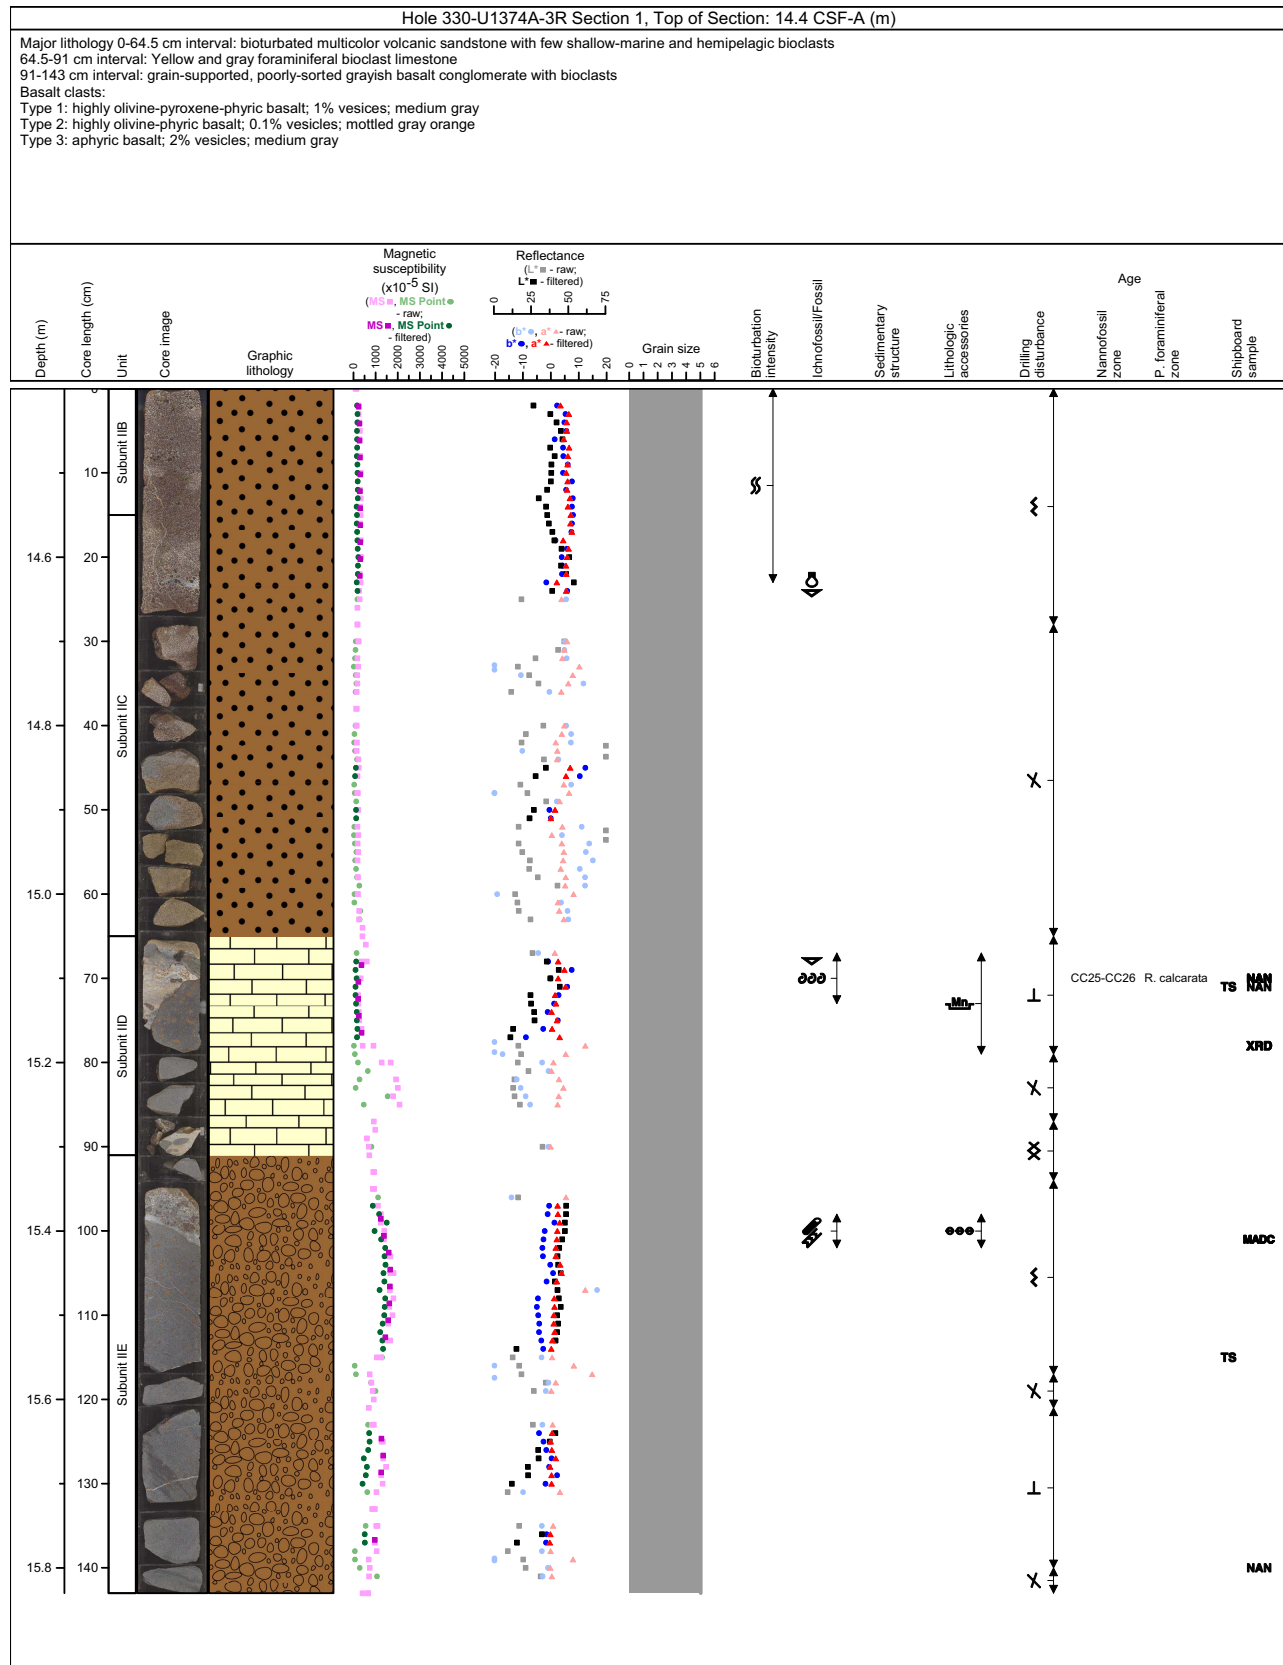 Hole 330-U1374A-3R Section 1, Top of Section: 14.4 CSF-A (m)
Major lithology 0-64.5 cm interval: bioturbated multicolor volcanic sandstone with few shallow-marine and hemipelagic bioclasts
64.5-91 cm interval: Yellow and gray foraminiferal bioclast limestone
91-143 cm interval: grain-supported, poorly-sorted grayish basalt conglomerate with bioclasts
Basalt clasts:
Type 1: highly olivine-pyroxene-phyric basalt; 1% vesices; medium gray
Type 2: highly olivine-phyric basalt; 0.1% vesicles; mottled gray orange
Type 3: aphyric basalt; 2% vesicles; medium gray
Depth (m)
Core length (cm)
Unit
Core image
Graphic
lithology
Magnetic
susceptibility
(x10-5 SI)
(MS, MS Point
- raw;
MS, MS Point
- filtered)
0 1000 2000 3000 4000 5000
Reflectance
(L* - raw;
L* - filtered)
0 25 50 75
(b*, a* - raw;
b*, a* - filtered)
-20 -10 0 10 20
Grain size
0 1 2 3 4 5 6
Bioturbation
intensity
Ichnofossil/Fossil
Sedimentary
structure
Lithologic
accessories
Drilling
disturbance
Age
Nannofossil
zone
P. foraminiferal
zone
Shipboard
sample
0
Subunit IIB
10
14.6 20
30
Subunit IIC
14.8 40
50
15.0 60
Subunit IID
70
Mn
CC25-CC26 R. calcarata
NAN
TS NAN
XRD
15.2 80
90
Subunit IIE
15.4 100
MADC
110
TS
15.6 120
130
15.8 140
NAN